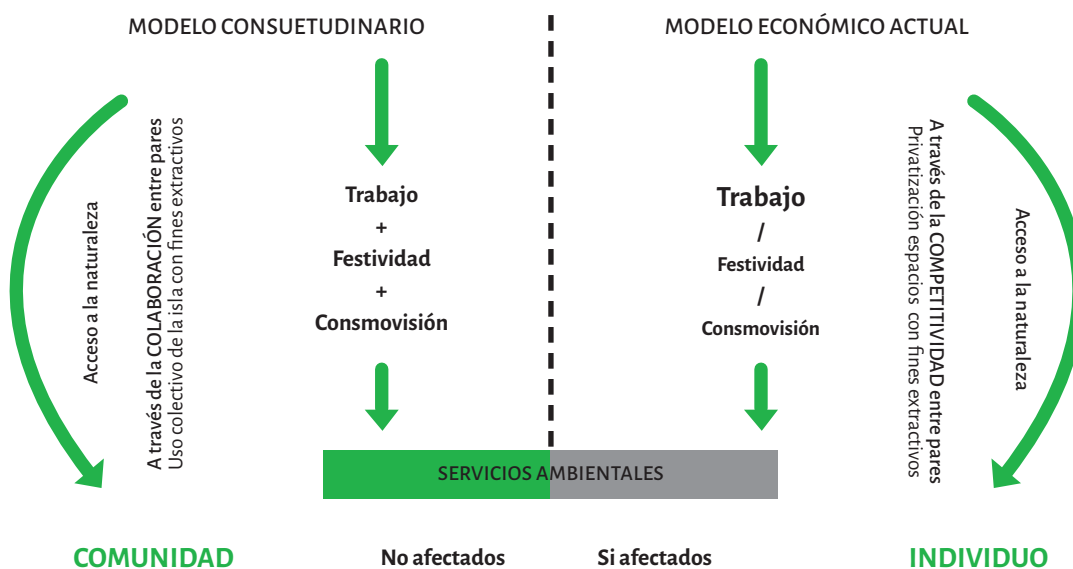 MODELO CONSUETUDINARIO
Acceso a la naturaleza
A través de la COLABORACIÓN entre pares
Uso colectivo de la isla con fines extractivos
Trabajo
+
Festividad
+
Consmovisión
MODELO ECONÓMICO ACTUAL
Trabajo
/
Festividad
/
Consmovisión
A través de la COMPETITIVIDAD entre pares
Privatización espacios con fines extractivos
Acceso a la naturaleza
SERVICIOS AMBIENTALES
COMUNIDAD
No afectados
Si afectados
INDIVIDUO